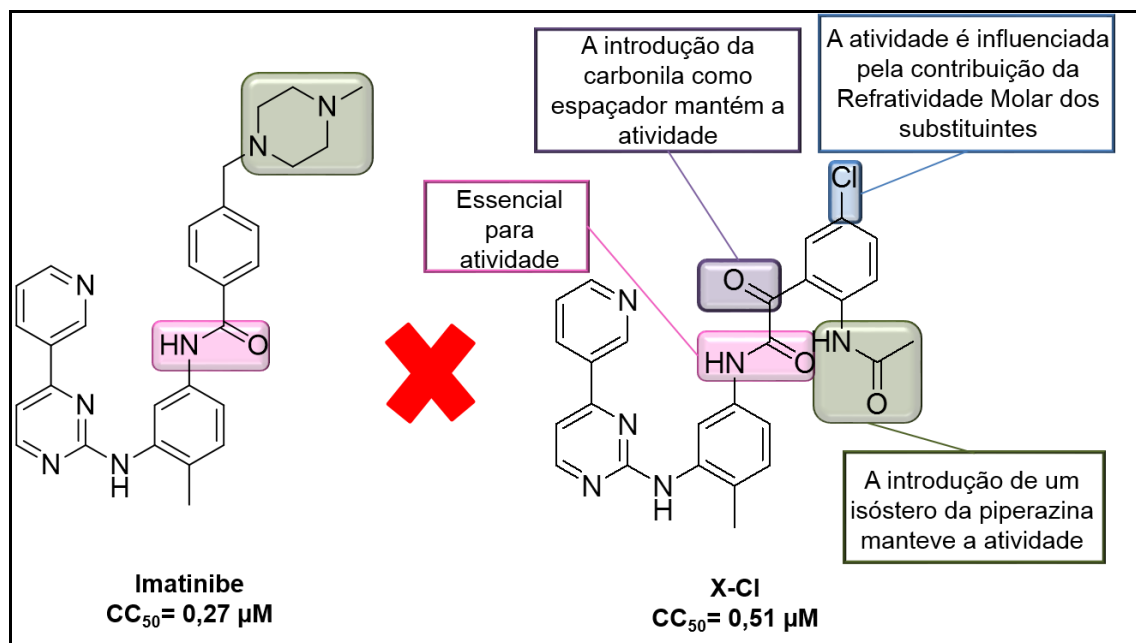 A introdução da
carbonila como
espaçador mantém a
atividade
A atividade é influenciada
pela contribuição da
Refratividade Molar dos
substituintes
Essencial
para
atividade
N
N
N
HN
O
N
N
N
H
Cl
O
N
HN
O
HN
O
N
N
N
H
A introdução de um
isóstero da piperazina
manteve a atividade
Imatinibe
CC50= 0,27 µM
X-Cl
CC50= 0,51 µM